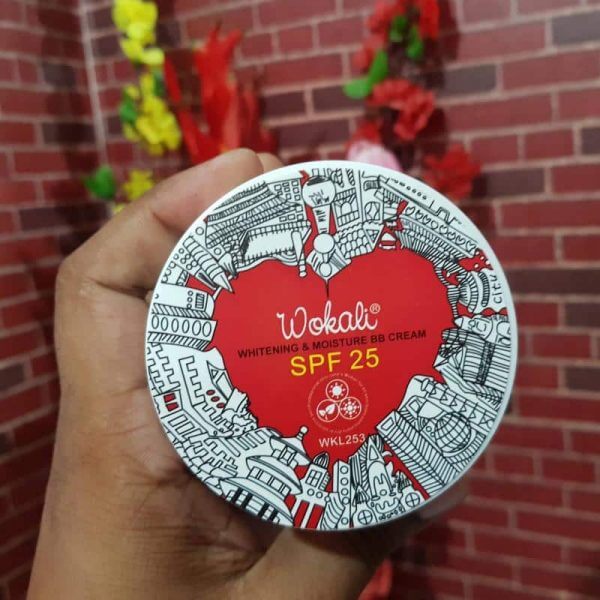 Wokali®
WHITENING & MOISTURE BB CREAM
SPF 25
WKL253